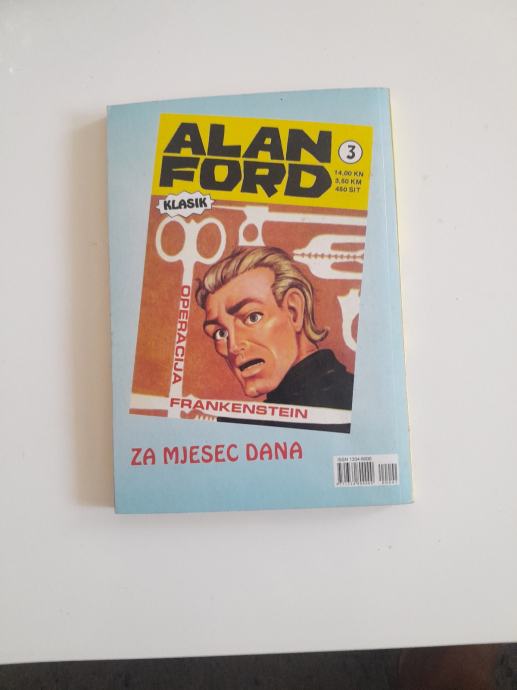 ALAN
FORD
3
14,00 KN
3,60 KM
460 SIT
KLASIK
OPERACIJA
FRANKENSTEIN
ZA MJESEC DANA